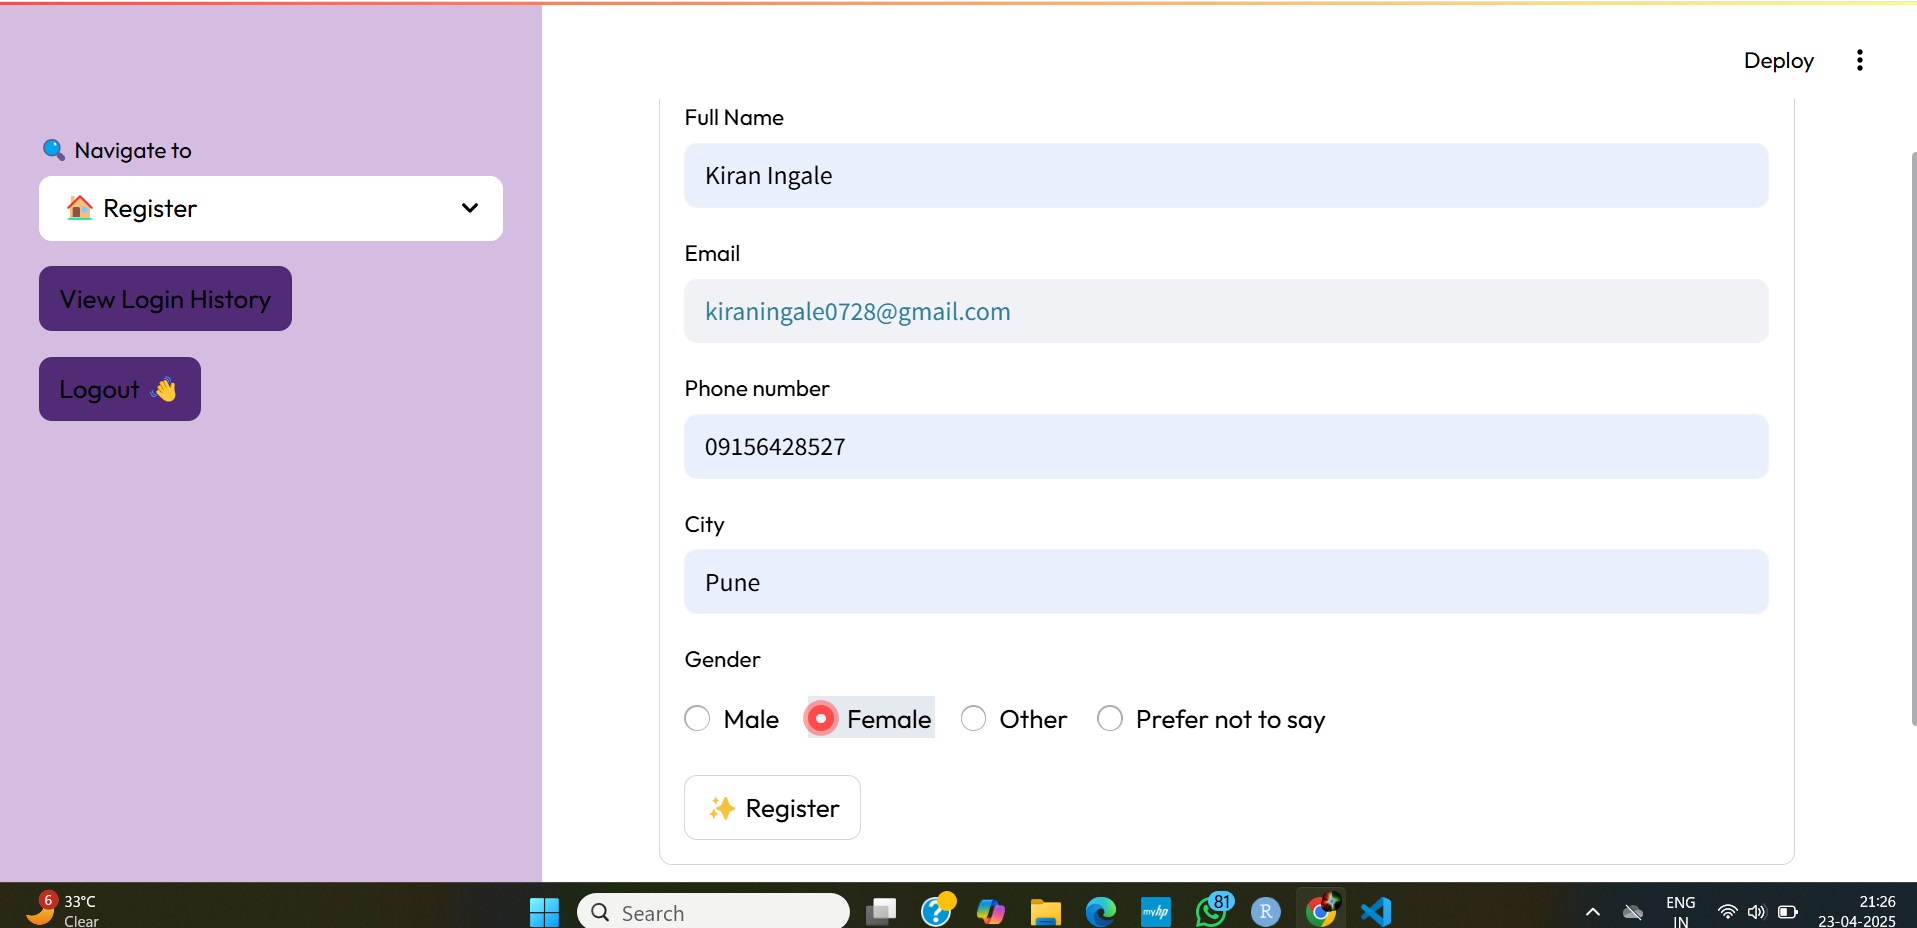 Deploy
Navigate to
Register
View Login History
Logout
Full Name
Kiran Ingale
Email
kiraningale0728@gmail.com
Phone number
09156428527
City
Pune
Gender
Male Female Other Prefer not to say
Register
6 33°C
Clear
Search
myhp
81
R
ENG
IN
21:26
23-04-2025